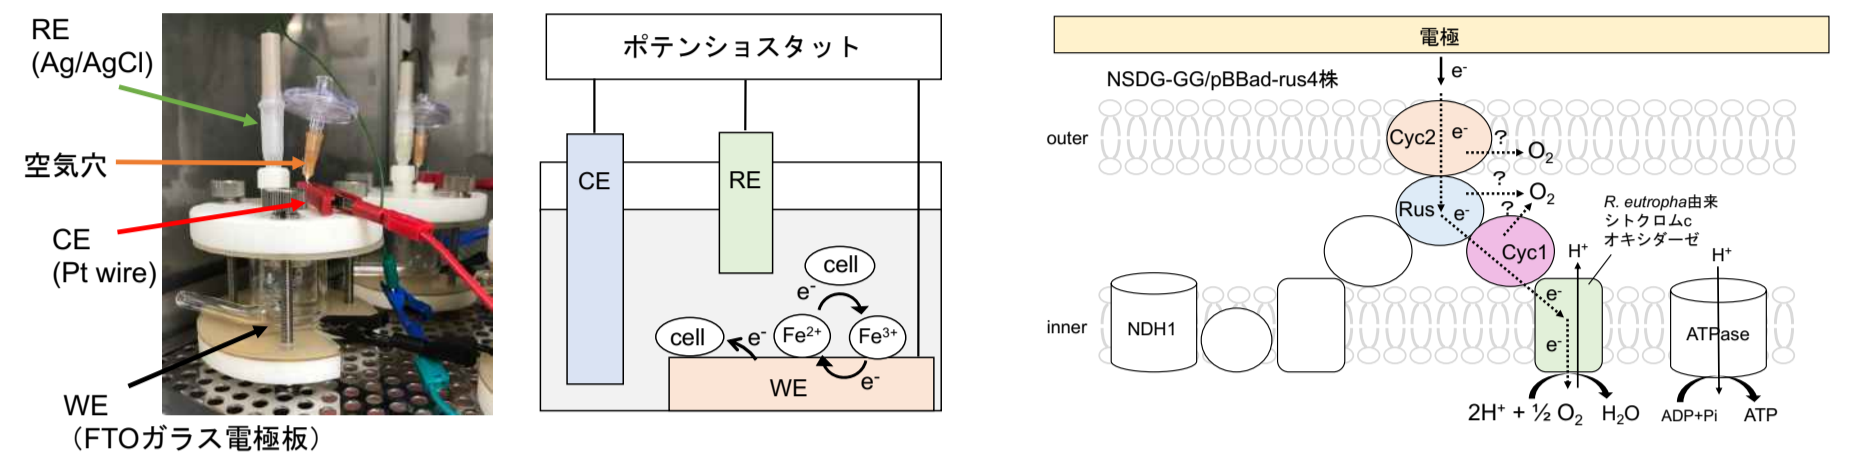 RE
(Ag/AgCl)
空気穴
CE
(Pt wire)
WE
（FTOガラス電極板）
ポテンショスタット
CE
RE
cell
e-
cell
e-
Fe2+
Fe3+
e-
WE
電極
e-
NSDG-GG/pBBad-rus4株
outer
Cyc2
e-
?
O2
?
Rus
e-
O2
?
Cyc1
R. eutropha由来
シトクロムc
オキシダーゼ
H+
H+
inner
NDH1
e-
e-
ATPase
2H+ + ½ O2
H2O
ADP+Pi
ATP